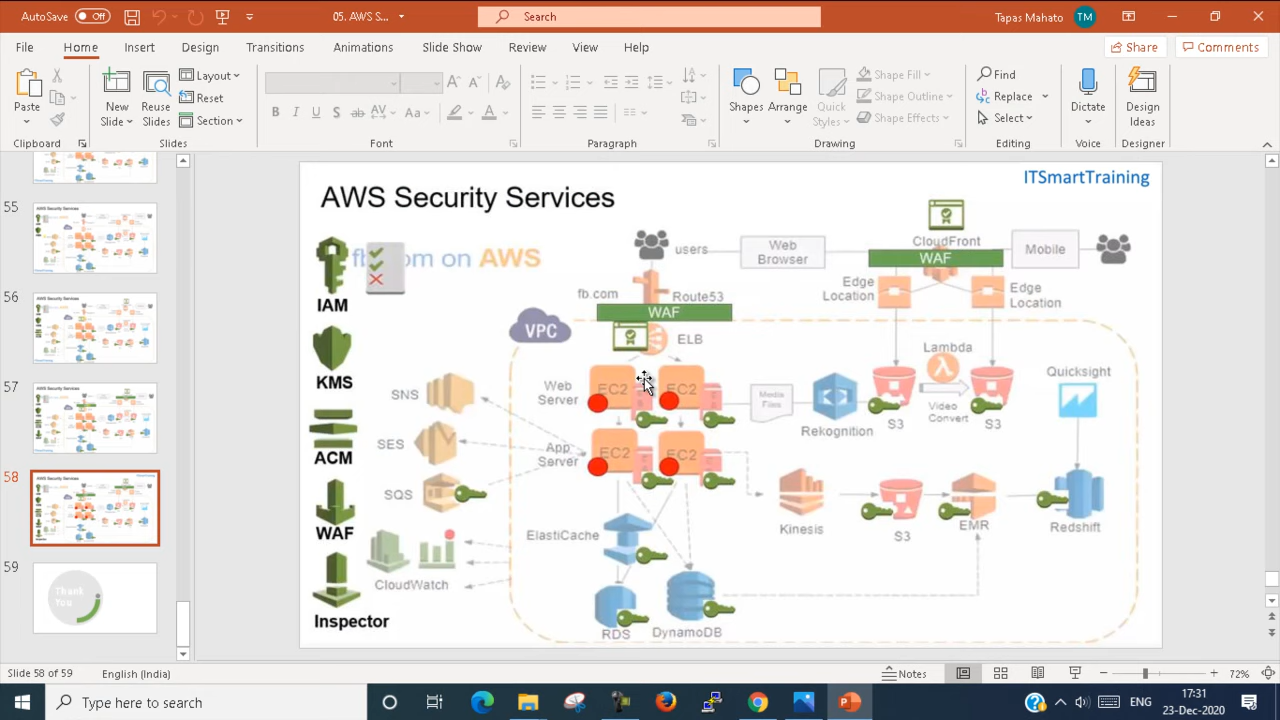 AutoSave Off
05. AWS S...
Search
Tapas Mahato TM
File Home Insert Design Transitions Animations Slide Show Review View Help
Share Comments
Paste
New Slide
Reuse Slides
Layout
Reset
Section
Shapes
Arrange
Quick Styles
Shape Fill
Shape Outline
Shape Effects
Find
Replace
Select
Dictate
Design Ideas
Clipboard Slides Font Paragraph Drawing Editing Voice Designer
55
56
57
58
59
Thank
You
ITSmartTraining
AWS Security Services
on AWS
IAM
KMS
ACM
WAF
Inspector
users
Web
Browser
CloudFront
WAF
Mobile
Edge
Location
Edge
Location
fb.com
Route53
WAF
VPC
ELB
Lambda
Quicksight
SNS
Web
Server
EC2
EC2
Media
Files
Rekognition
S3
Video
Convert
S3
SES
App
Server
EC2
EC2
SQS
Kinesis
S3
EMR
Redshift
ElastiCache
CloudWatch
RDS
DynamoDB
Slide 58 of 59
English (India)
Notes
72%
Type here to search
ENG
17:31
23-Dec-2020